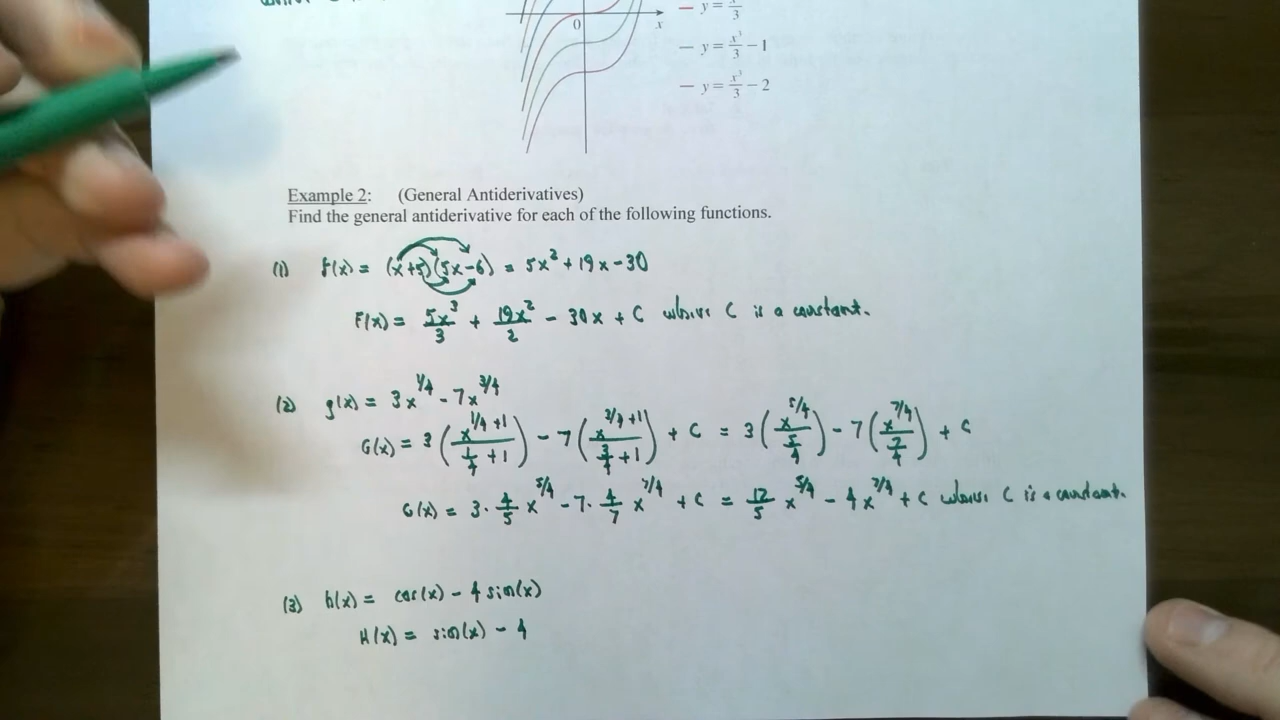 0 x
— y = x³/3
— y = x³/3 − 1
— y = x³/3 − 2
Example 2: (General Antiderivatives)
Find the general antiderivative for each of the following functions.
(1) f(x) = (x+5)(5x−6) = 5x² + 19x − 30
F(x) = 5x³/3 + 19x²/2 − 30x + C where C is a constant.
(2) g(x) = 3x^(1/4) − 7x^(3/4)
G(x) = 3(x^(1/4 + 1)/(1/4 + 1)) − 7(x^(3/4 + 1)/(3/4 + 1)) + C = 3(x^(5/4)/(5/4)) − 7(x^(7/4)/(7/4)) + C
G(x) = 3·4/5 x^(5/4) − 7·4/7 x^(7/4) + C = 12/5 x^(5/4) − 4x^(7/4) + C where C is a constant.
(3) h(x) = cos(x) − 4 sin(x)
H(x) = sin(x) − 4